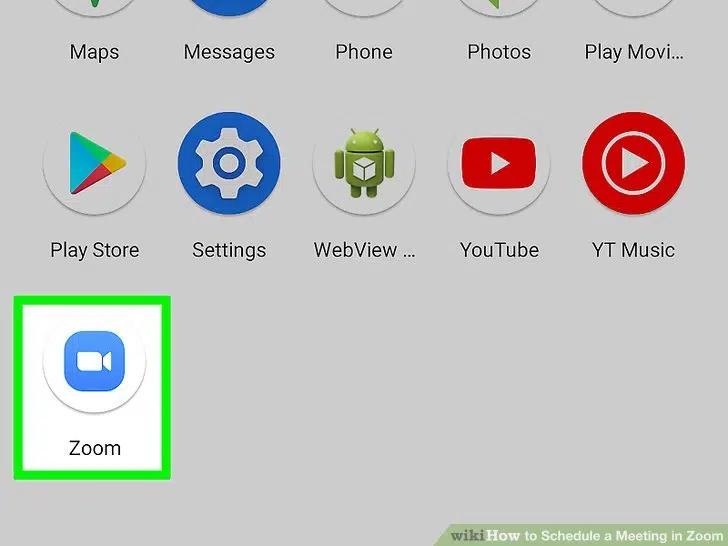 Maps Messages Phone Photos Play Movi...
Play Store Settings WebView ... YouTube YT Music
Zoom
wikiHow to Schedule a Meeting in Zoom